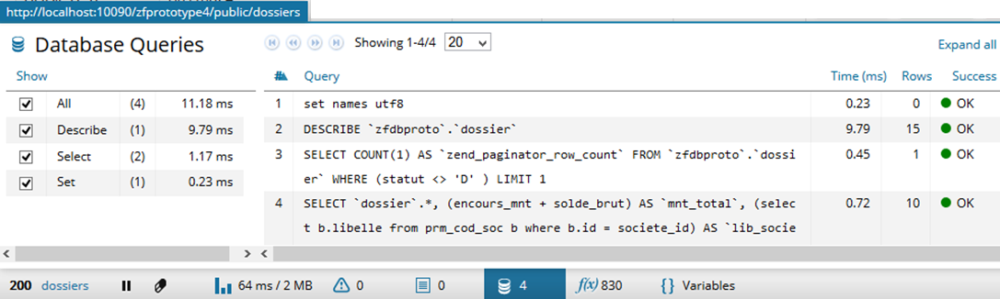 http://localhost:10090/zfprototype4/public/dossiers
Database Queries
Showing 1-4/4 20
Expand all
Show
# Query Time (ms) Rows Success
All (4) 11.18 ms
Describe (1) 9.79 ms
Select (2) 1.17 ms
Set (1) 0.23 ms
1 set names utf8 0.23 0 OK
2 DESCRIBE `zfdbproto`.`dossier` 9.79 15 OK
3 SELECT COUNT(1) AS `zend_paginator_row_count` FROM `zfdbproto`.`dossi 0.45 1 OK
er` WHERE (statut <> 'D' ) LIMIT 1
4 SELECT `dossier`.*, (encours_mnt + solde_brut) AS `mnt_total`, (selec 0.72 10 OK
t b.libelle from prm_cod_soc b where b.id = societe_id) AS `lib_socie
200 dossiers 64 ms / 2 MB 0 0 4 f(x) 830 {} Variables